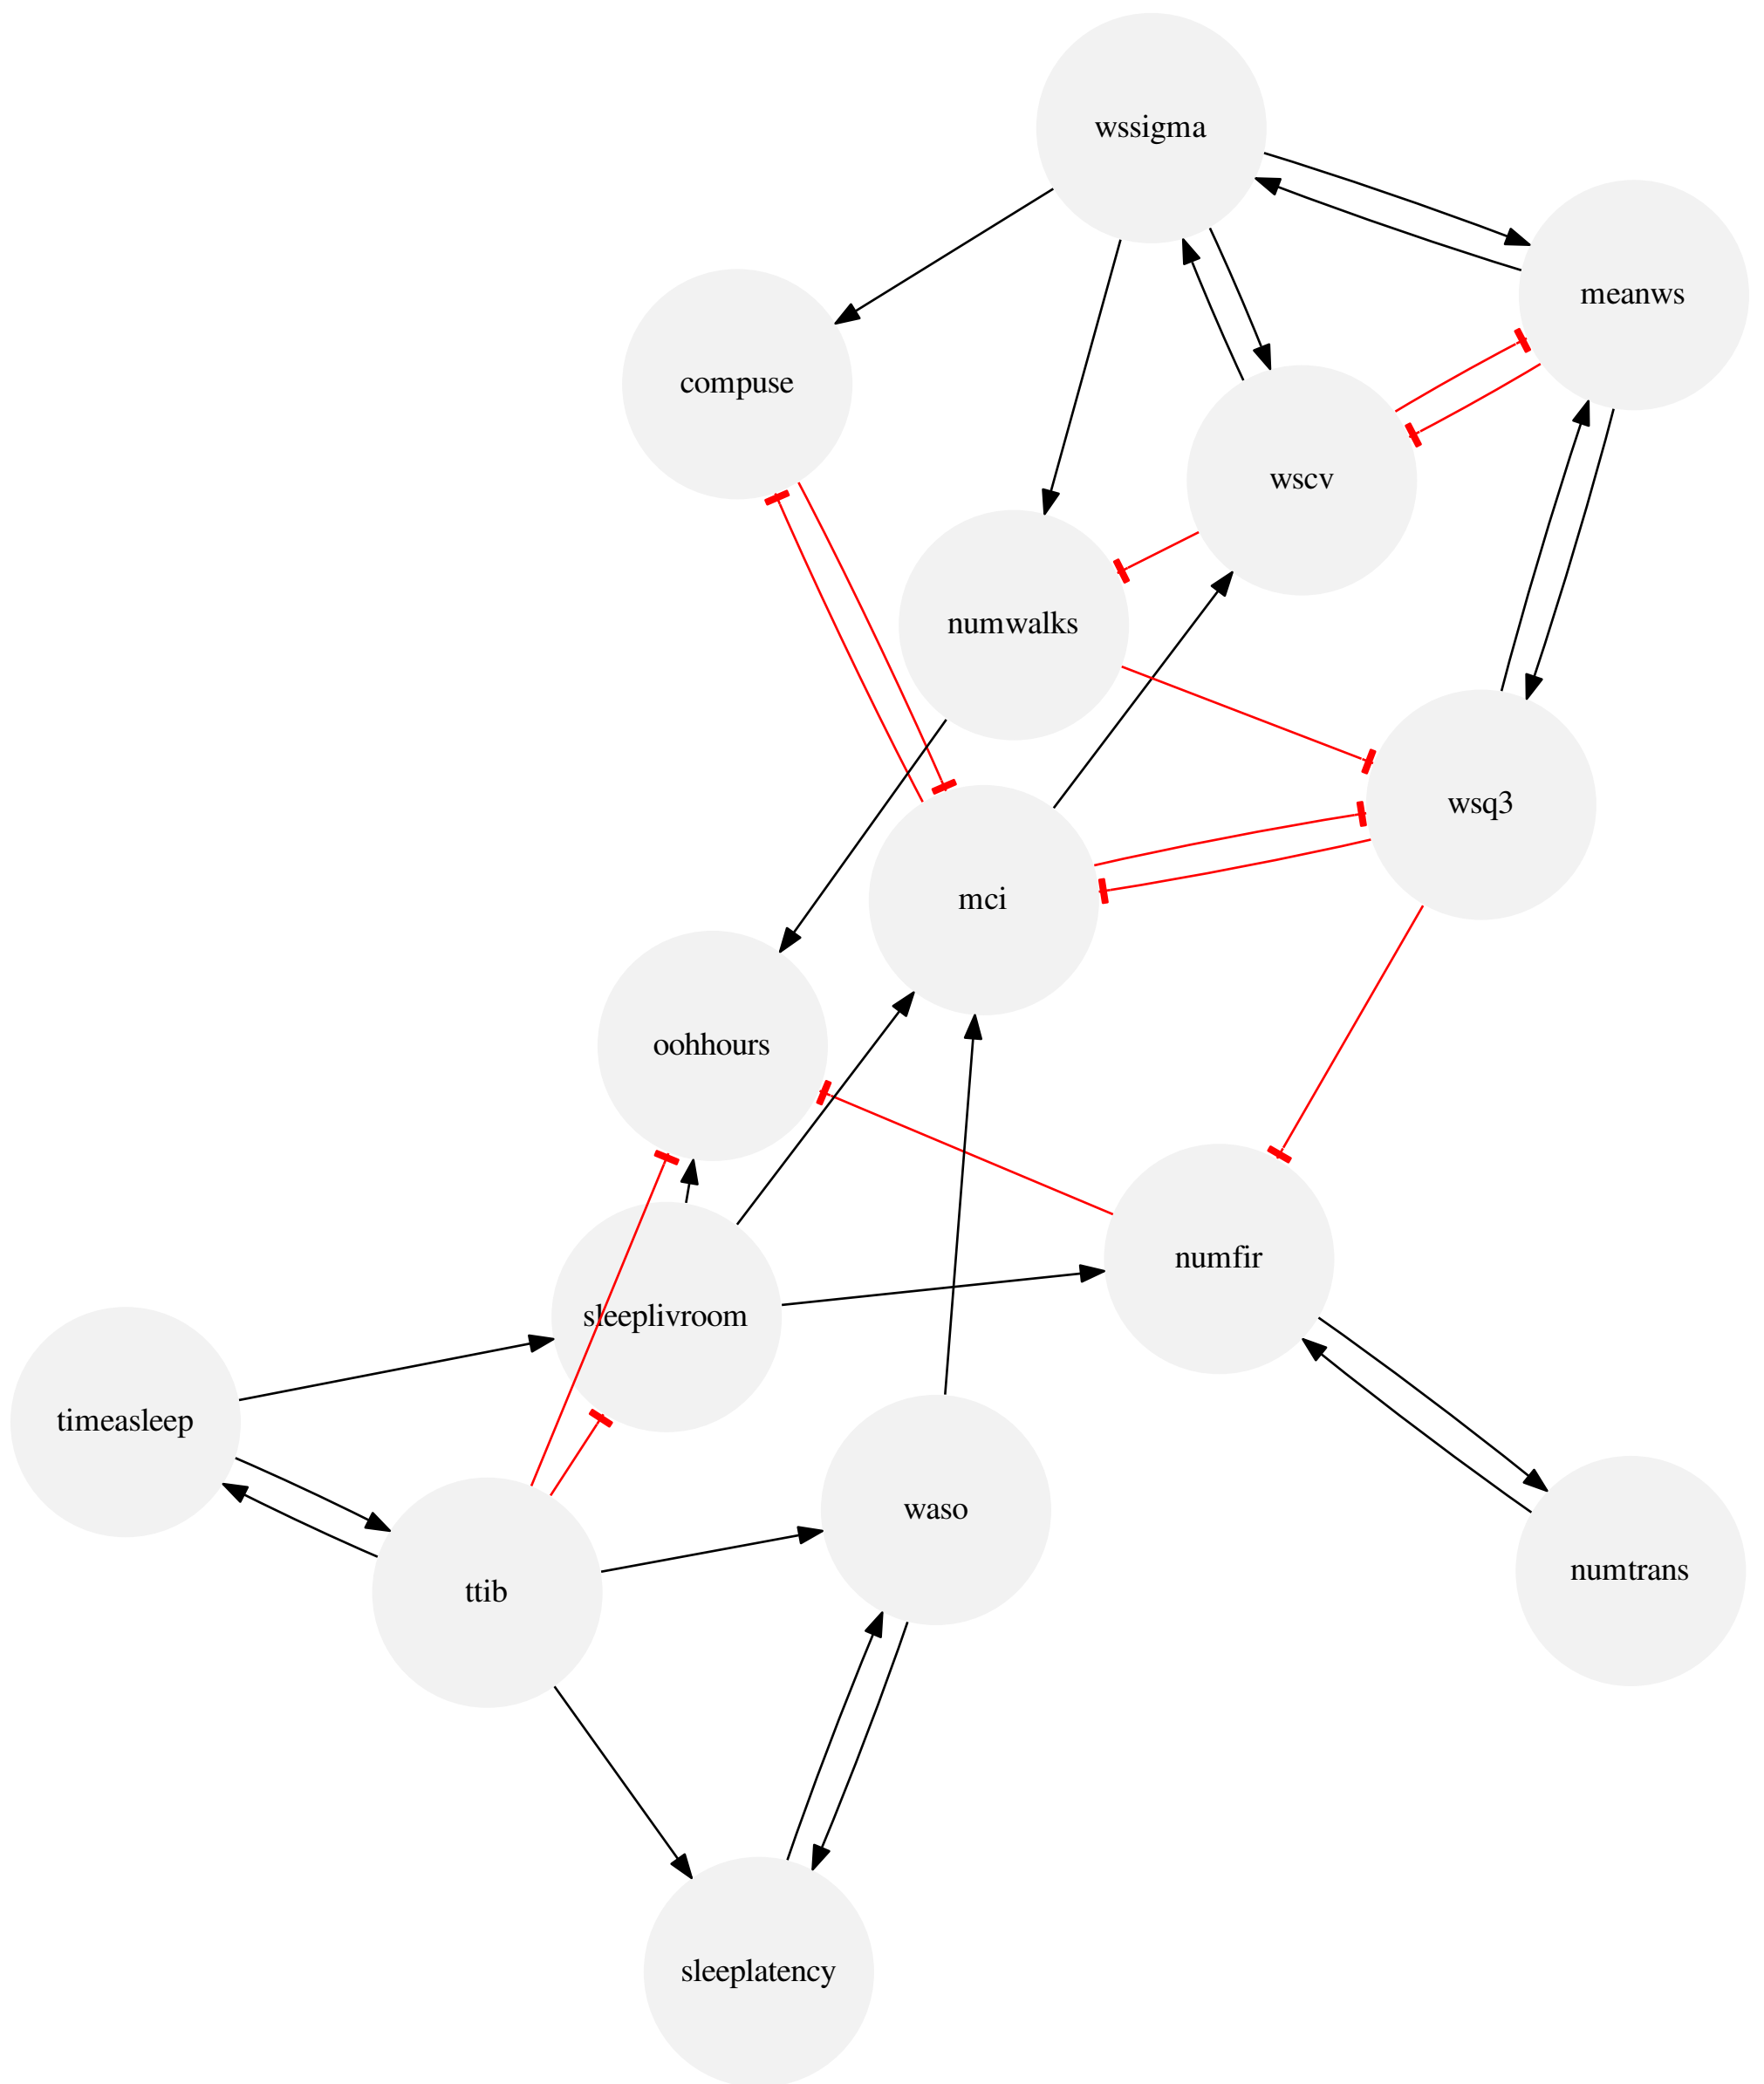 wssigma
meanws
compuse
wscv
numwalks
wsq3
mci
oohhours
numfir
sleeplivroom
timeasleep
waso
numtrans
ttib
sleeplatency